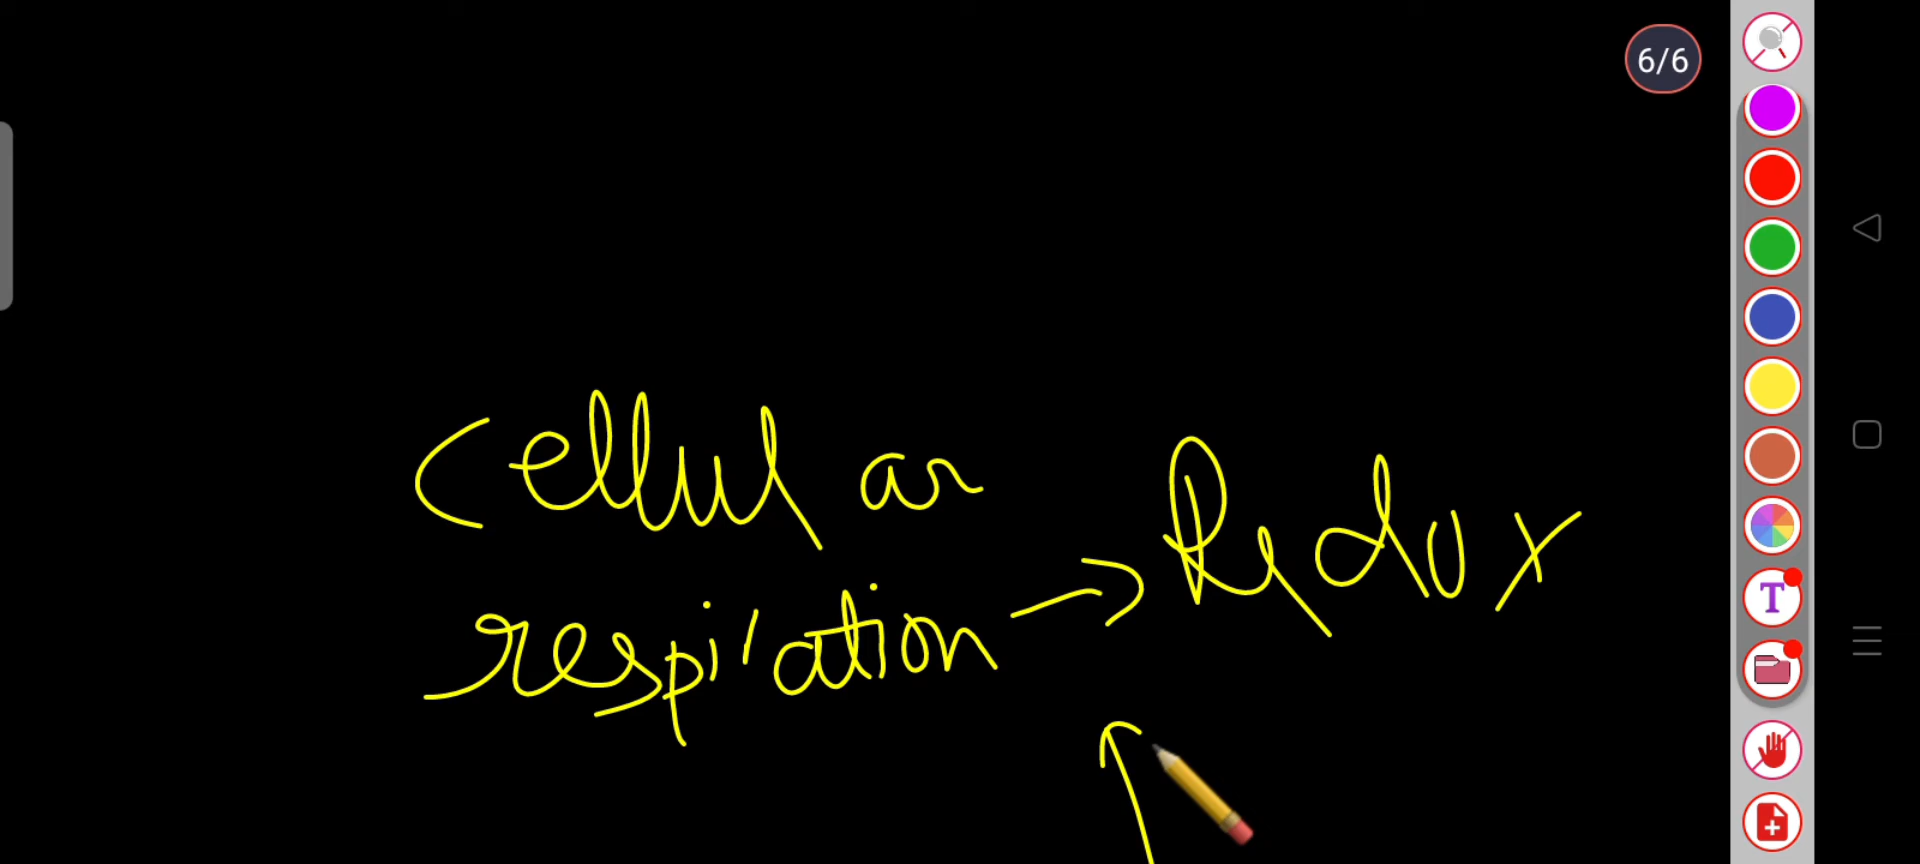 6/6
Cellular
respiration → Redox
T